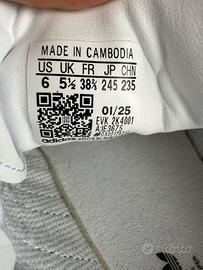 MADE IN CAMBODIA
US UK FR JP CHN
6 5½ 38⅔ 245 235
01/25
EVK 2K4001
adidas
subito